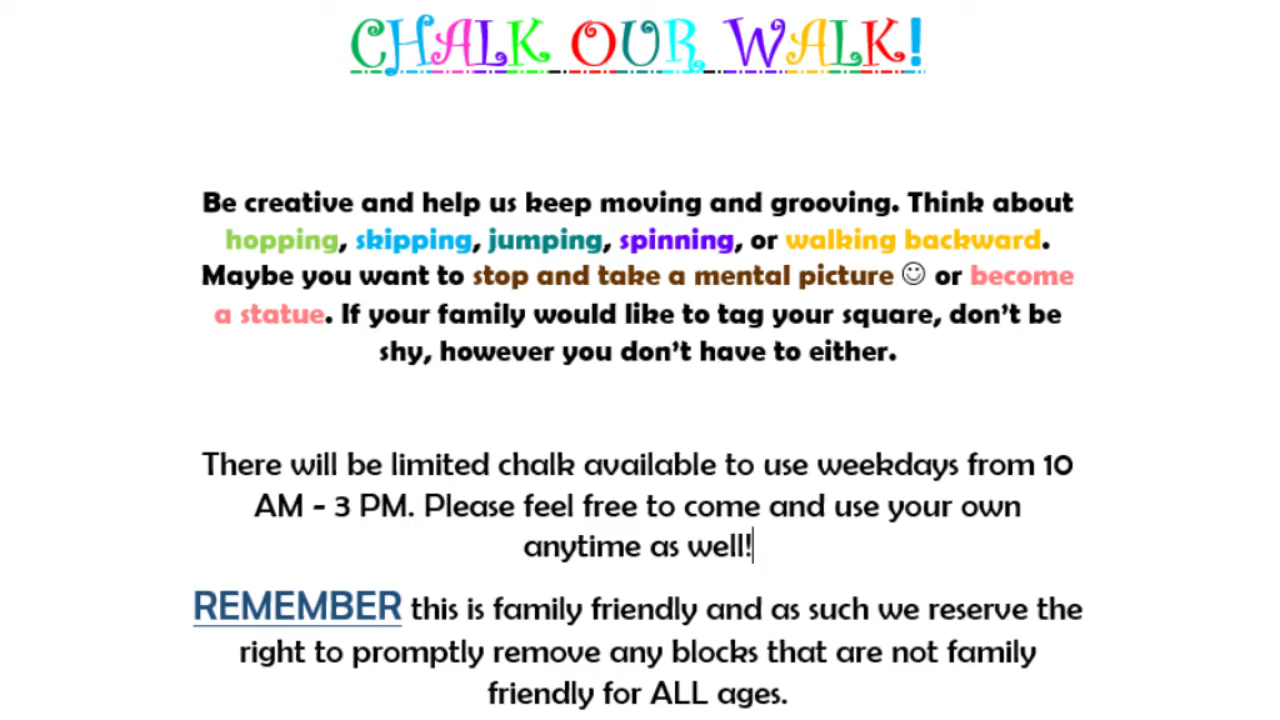 CHALK OUR WALK!
Be creative and help us keep moving and grooving. Think about
hopping, skipping, jumping, spinning, or walking backward.
Maybe you want to stop and take a mental picture ☺ or become
a statue. If your family would like to tag your square, don't be
shy, however you don't have to either.
There will be limited chalk available to use weekdays from 10
AM - 3 PM. Please feel free to come and use your own
anytime as well!
REMEMBER this is family friendly and as such we reserve the
right to promptly remove any blocks that are not family
friendly for ALL ages.